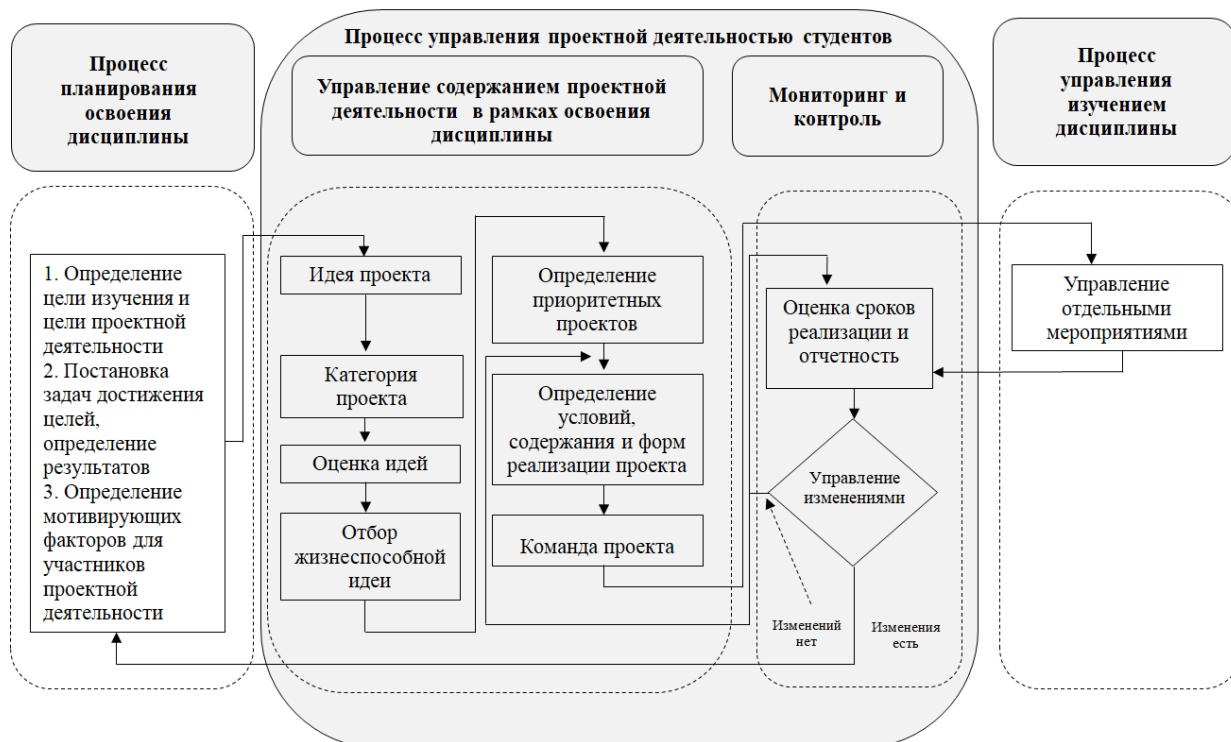 Процесс управления проектной деятельностью студентов
Процесс
планирования
освоения
дисциплины
Управление содержанием проектной
деятельности в рамках освоения
дисциплины
Мониторинг и
контроль
Процесс
управления
изучением
дисциплины
1. Определение
цели изучения и
цели проектной
деятельности
2. Постановка
задач достижения
целей,
определение
результатов
3. Определение
мотивирующих
факторов для
участников
проектной
деятельности
Идея проекта
Категория
проекта
Оценка идей
Отбор
жизнеспособной
идеи
Определение
приоритетных
проектов
Определение
условий,
содержания и форм
реализации проекта
Команда проекта
Оценка сроков
реализации и
отчетность
Управление
изменениями
Изменений
нет
Изменения
есть
Управление
отдельными
мероприятиями